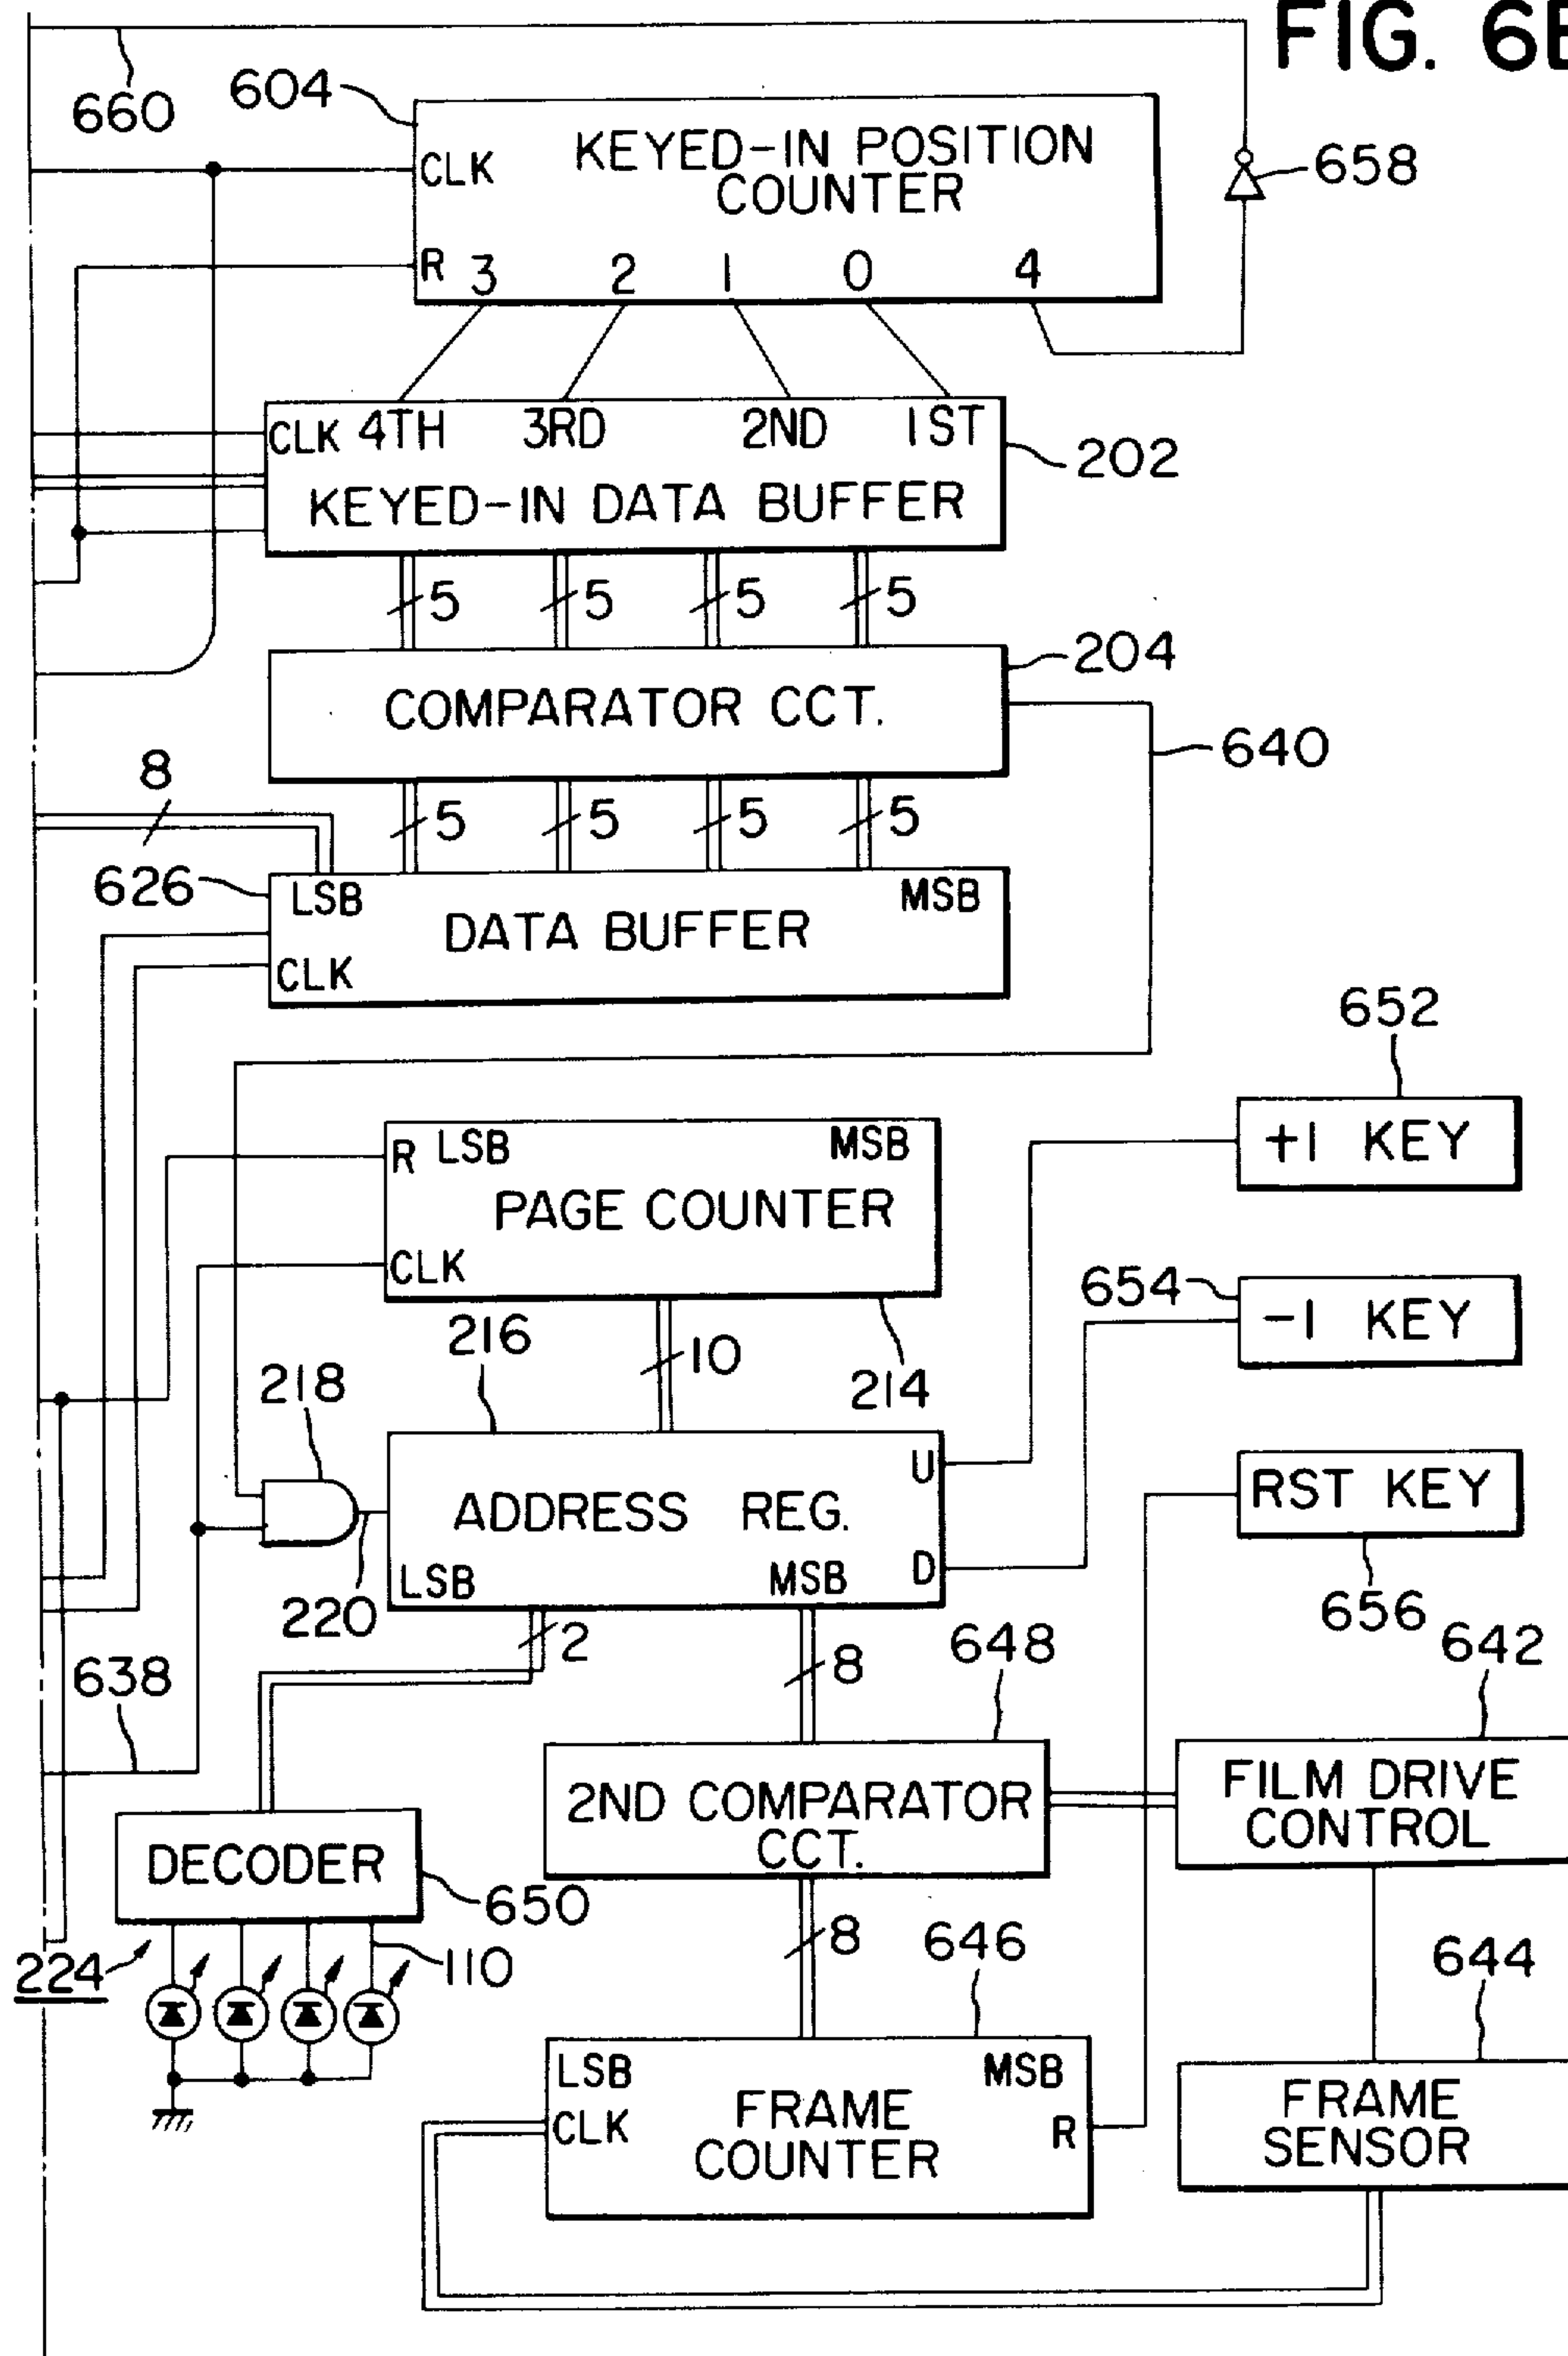 FIG. 6B
660
604
CLK
KEYED-IN POSITION
COUNTER
658
R 3 2 1 0 4
CLK 4TH 3RD 2ND 1ST
202
KEYED-IN DATA BUFFER
5 5 5 5
204
COMPARATOR CCT.
640
8
5 5 5 5
626
LSB MSB
DATA BUFFER
CLK
652
+1 KEY
R LSB MSB
PAGE COUNTER
CLK
654
-1 KEY
216
10
214
218
U
RST KEY
ADDRESS REG.
LSB MSB D
220
656
2
648
642
638
8
FILM DRIVE
CONTROL
2ND COMPARATOR
CCT.
DECODER
650
8
646
224
110
644
LSB MSB
CLK
FRAME
COUNTER
R
FRAME
SENSOR